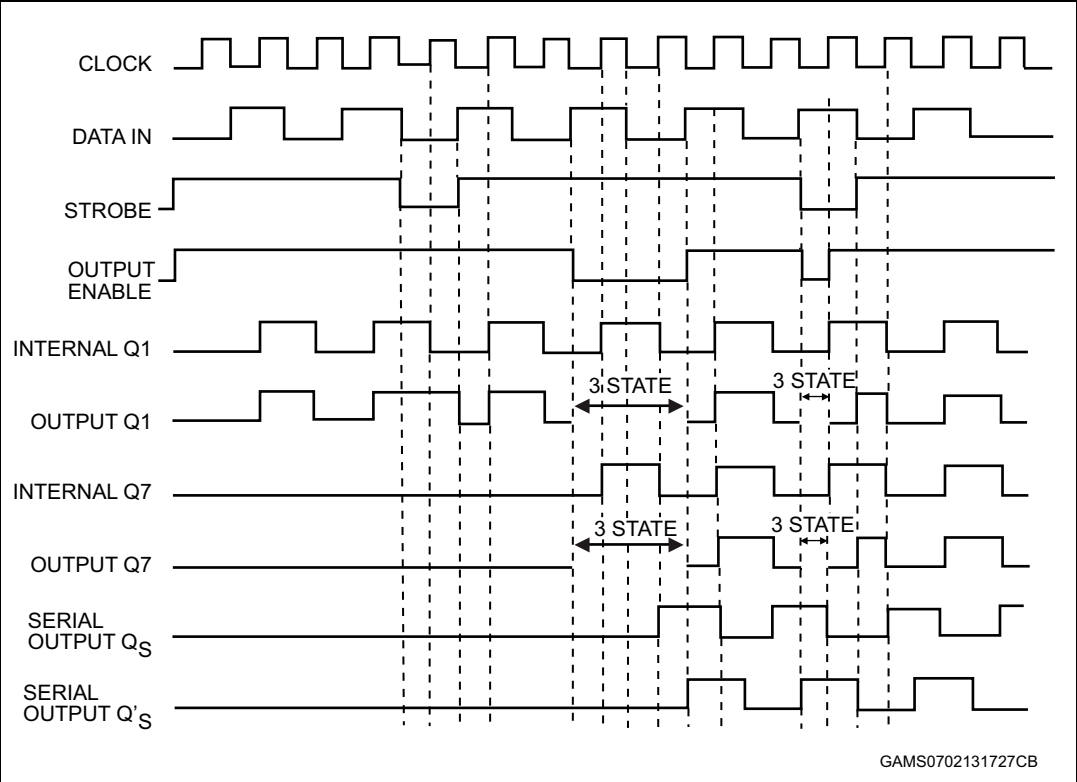 CLOCK
DATA IN
STROBE
OUTPUT
ENABLE
INTERNAL Q1
3 STATE
3 STATE
OUTPUT Q1
INTERNAL Q7
3 STATE
3 STATE
OUTPUT Q7
SERIAL
OUTPUT QS
SERIAL
OUTPUT Q'S
GAMS0702131727CB